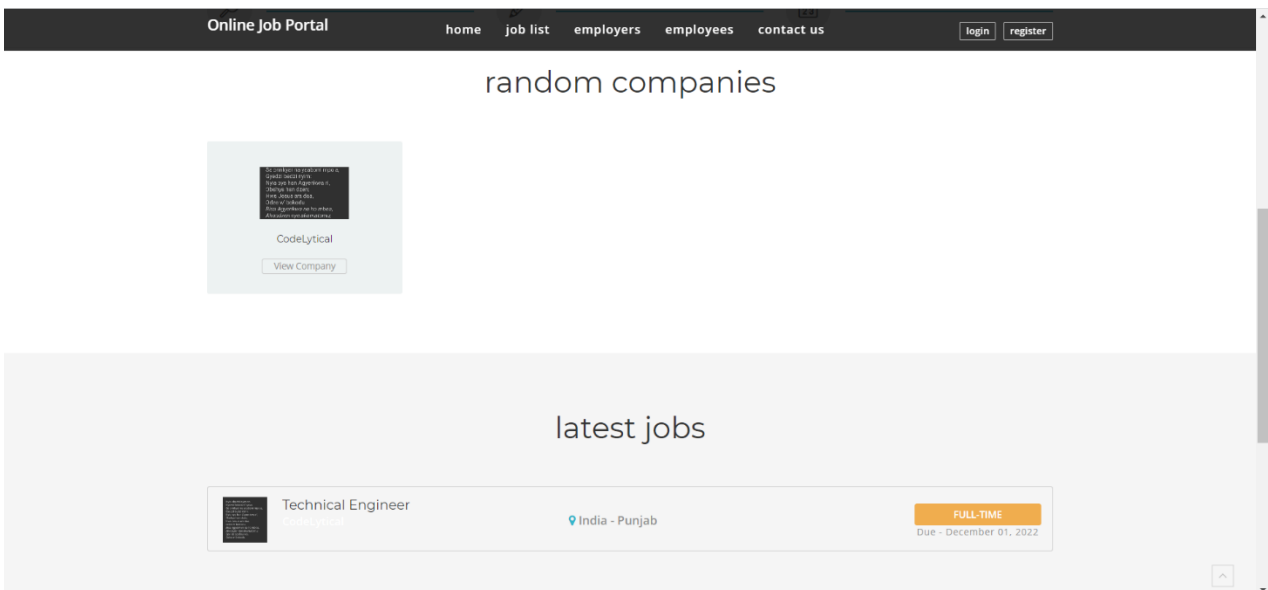 Online Job Portal
home job list employers employees contact us
login register
random companies
CodeLytical
View Company
latest jobs
Technical Engineer
CodeLytical
India - Punjab
FULL-TIME
Due - December 01, 2022